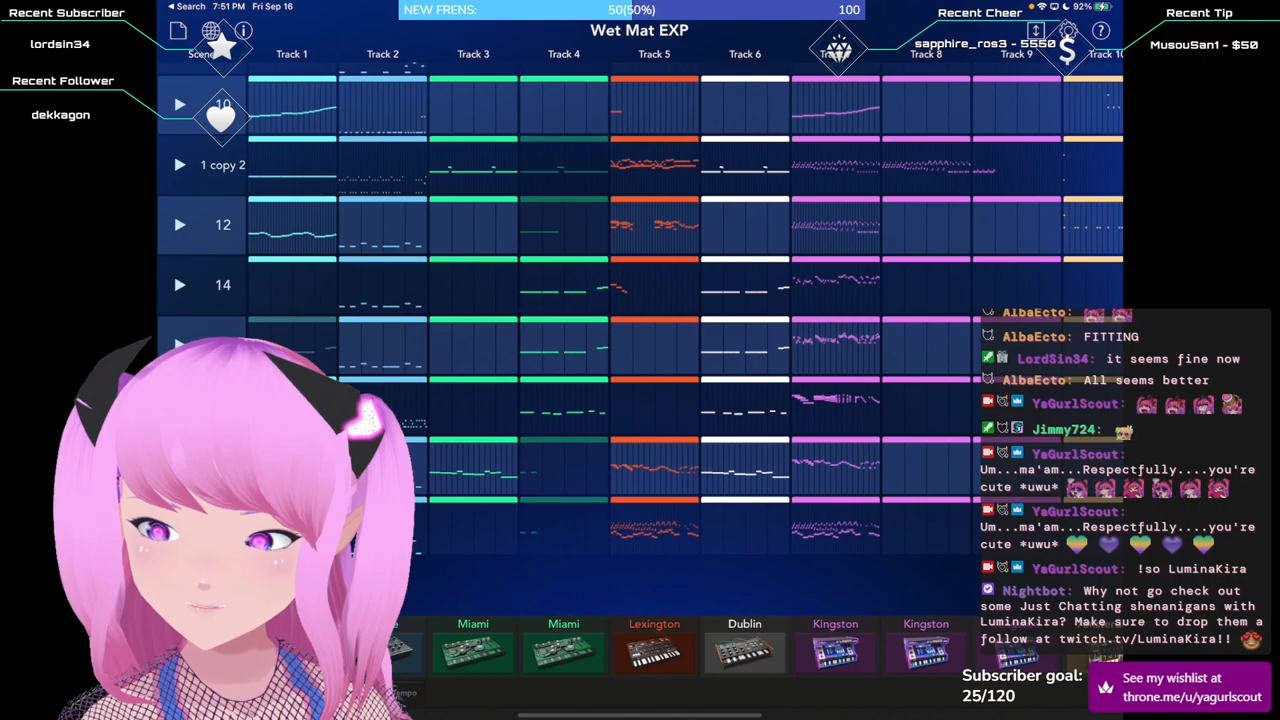 Search 7:51 PM Fri Sep 16
NEW FRENS: 50(50%) 100
92%
Recent Subscriber
lordsin34
Recent Follower
dekkagon
Recent Cheer
sapphire_ros3 - 5550
Recent Tip
MusouSan1 - $50
Wet Mat EXP
Track 1 Track 2 Track 3 Track 4 Track 5 Track 6 Track 8 Track 9 Track 10
10
1 copy 2
12
14
AlbaEcto:
AlbaEcto: FITTING
LordSin34: it seems fine now
AlbaEcto: All seems better
YaGurlScout:
Jimmy724:
YaGurlScout:
Um...ma'am...Respectfully....you're
cute *uwu*
YaGurlScout:
Um...ma'am...Respectfully....you're
cute *uwu*
YaGurlScout: !so LuminaKira
Nightbot: Why not go check out
some Just Chatting shenanigans with
LuminaKira? Make sure to drop them a
follow at twitch.tv/LuminaKira!!
Miami Miami Lexington Dublin Kingston Kingston
Tempo
Subscriber goal:
25/120
See my wishlist at
throne.me/u/yagurlscout